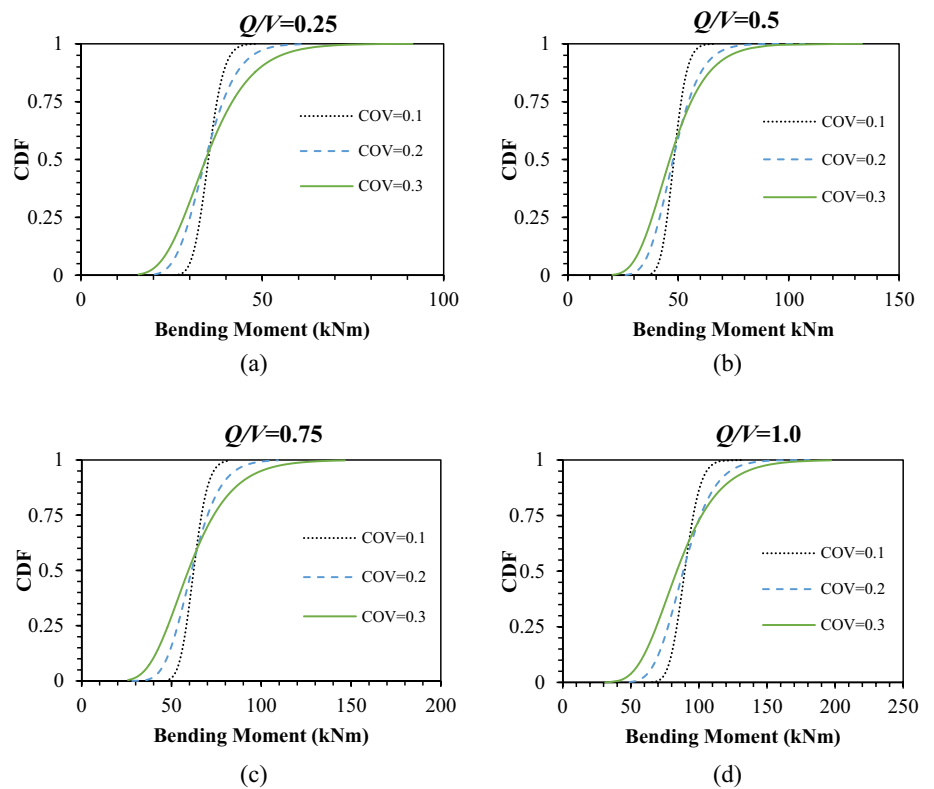 Q/V=0.25
1
0.75
0.5
0.25
0
CDF
COV=0.1
COV=0.2
COV=0.3
0 50 100
Bending Moment (kNm)
(a)
Q/V=0.5
1
0.75
0.5
0.25
0
CDF
COV=0.1
COV=0.2
COV=0.3
0 50 100 150
Bending Moment kNm
(b)
Q/V=0.75
1
0.75
0.5
0.25
0
CDF
COV=0.1
COV=0.2
COV=0.3
0 50 100 150 200
Bending Moment (kNm)
(c)
Q/V=1.0
1
0.75
0.5
0.25
0
CDF
COV=0.1
COV=0.2
COV=0.3
0 50 100 150 200 250
Bending Moment (kNm)
(d)